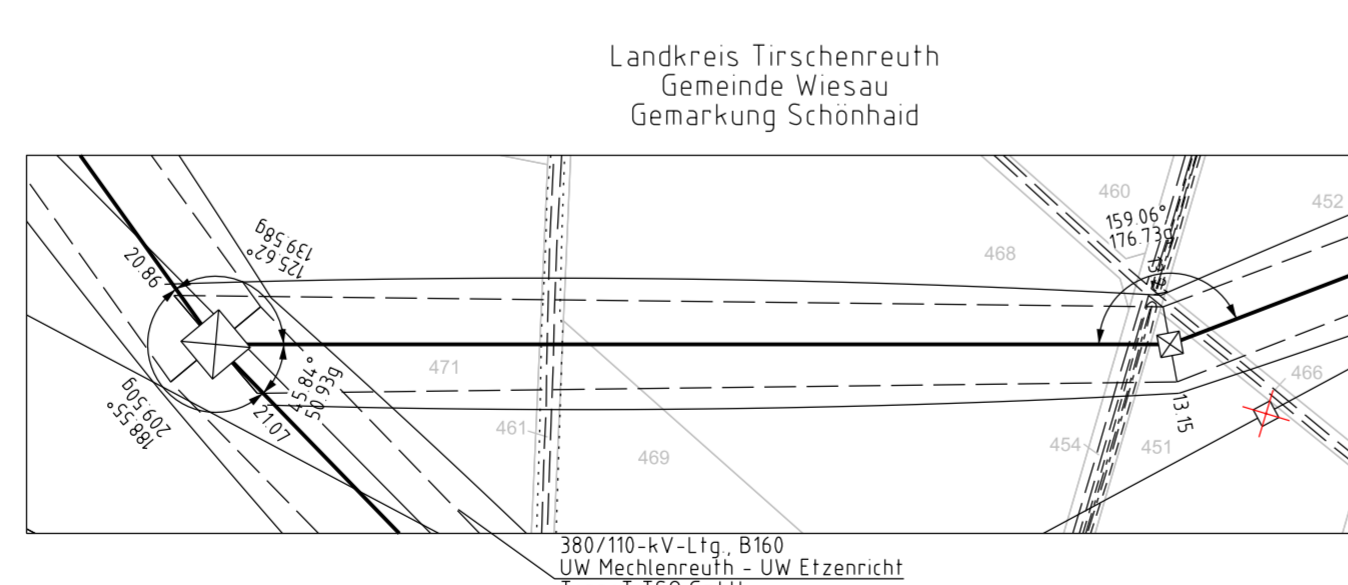 Landkreis Tirschenreuth
Gemeinde Wiesau
Gemarkung Schönhaid
460
452
159.06°
176.73g
468
139.58g
125.62°
20.86
471
45.84°
50.93g
466
188.55°
209.50g
21.07
13.15
461
469
454
451
380/110-kV-Ltg., B160
UW Mechlenreuth - UW Etzenricht